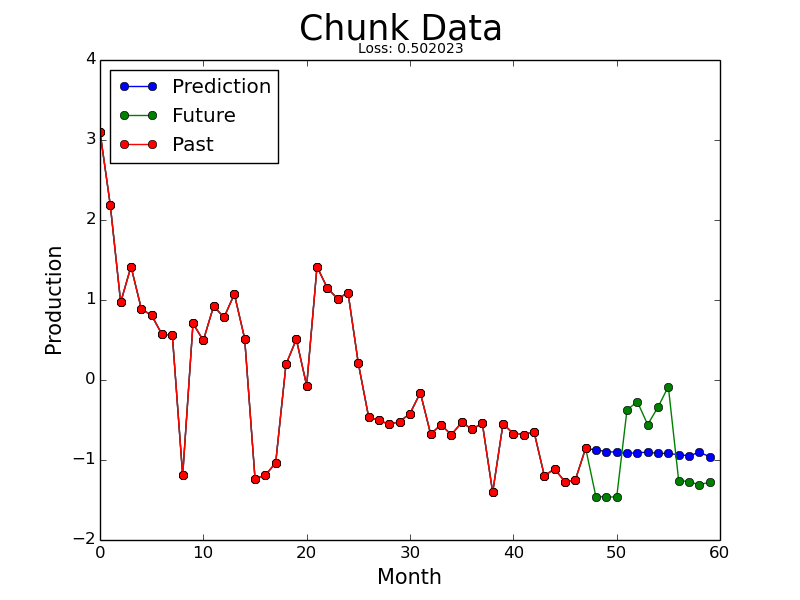 Chunk Data
Loss: 0.502023
Prediction
Future
Past
Production
4
3
2
1
0
−1
−2
0 10 20 30 40 50 60
Month